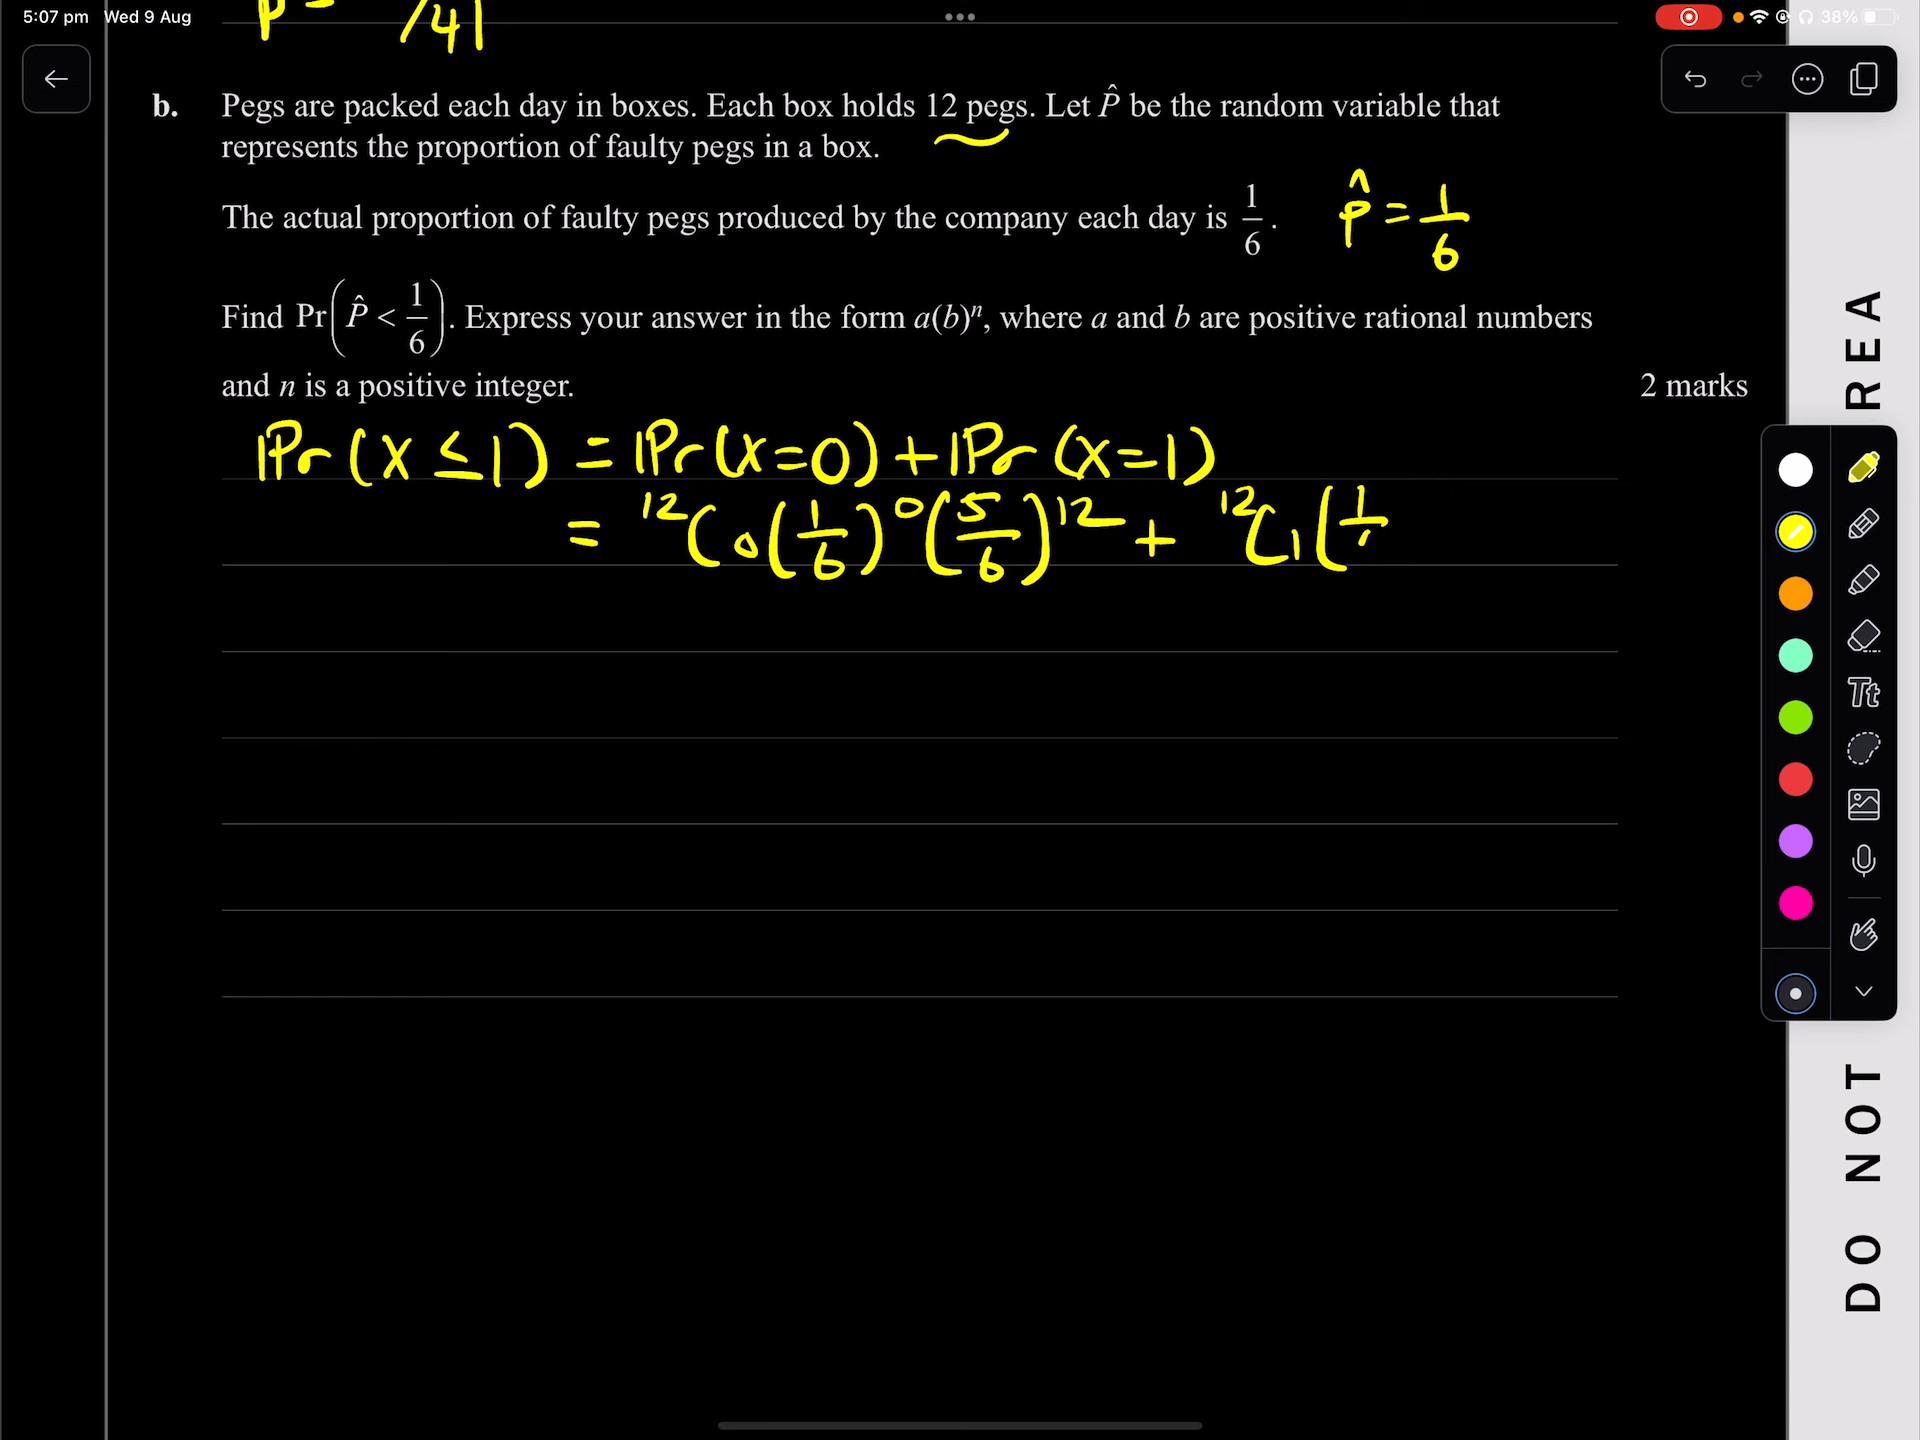 5:07 pm Wed 9 Aug
38%
p = /41
b. Pegs are packed each day in boxes. Each box holds 12 pegs. Let P̂ be the random variable that
represents the proportion of faulty pegs in a box.
The actual proportion of faulty pegs produced by the company each day is 1/6. p̂ = 1/6
Find Pr(P̂ < 1/6). Express your answer in the form a(b)ⁿ, where a and b are positive rational numbers
and n is a positive integer.
2 marks
Pr(X ≤ 1) = Pr(X=0) + Pr(X=1)
= ¹²C₀(1/6)⁰(5/6)¹² + ¹²C₁(1/
Tt
REA
DO NOT